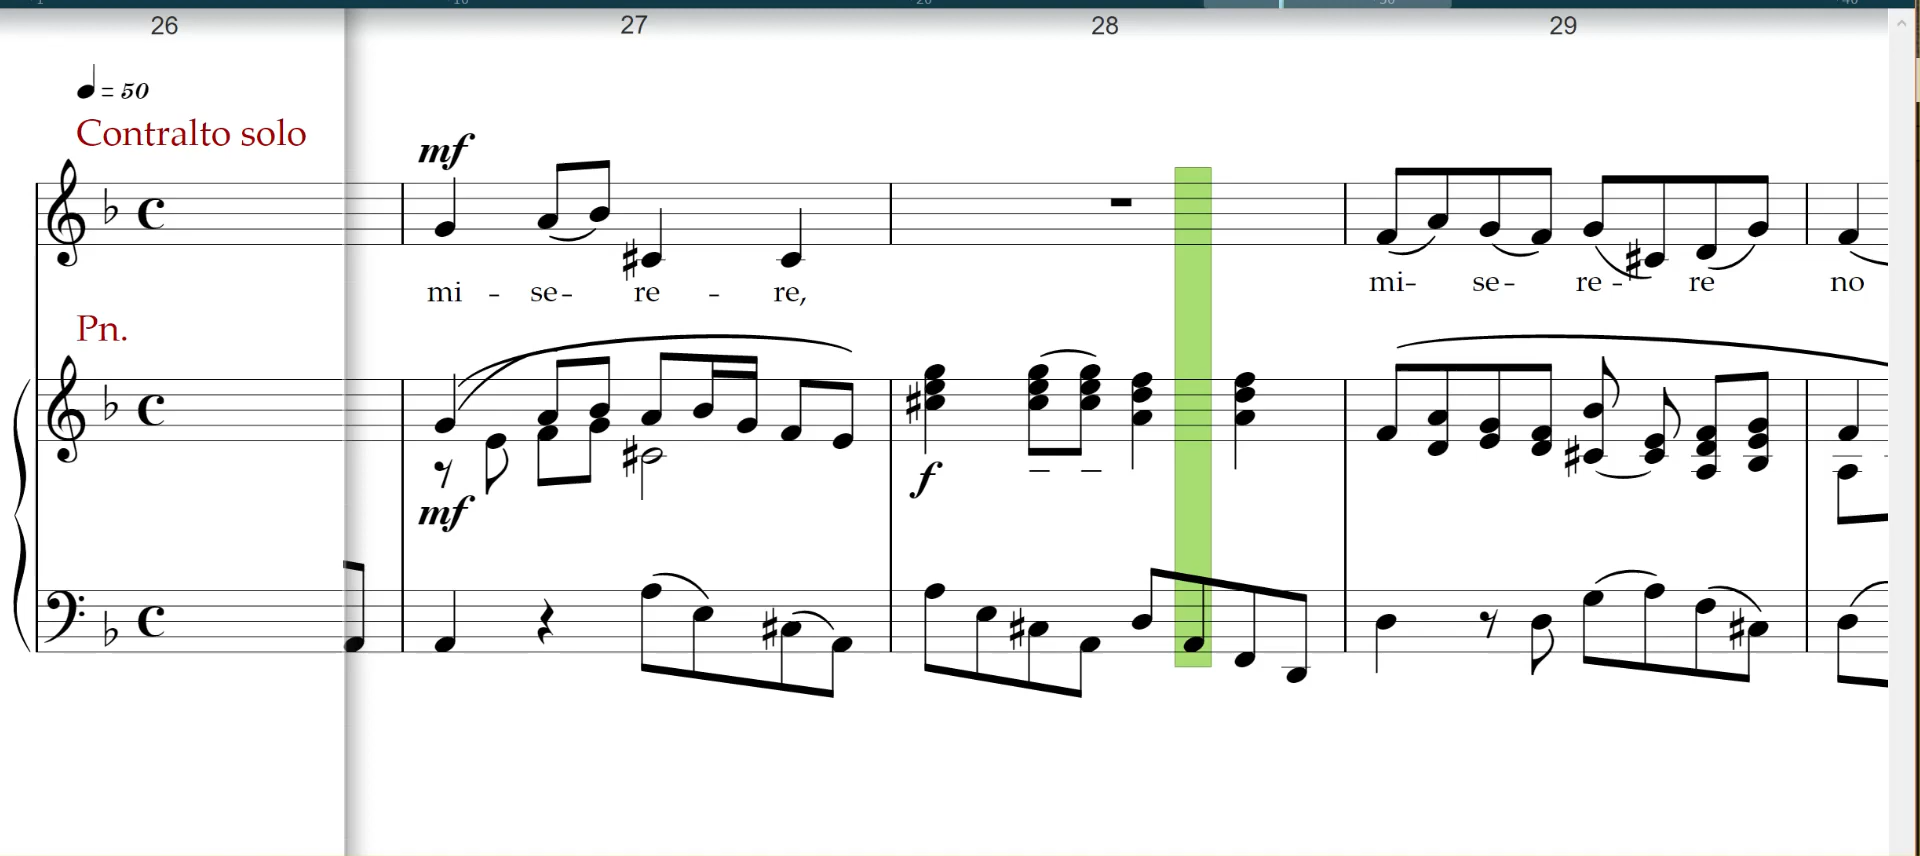 26 27 28 29
= 50
Contralto solo
mf
mi - se- re - re, mi- se- re- re no
Pn.
f
mf